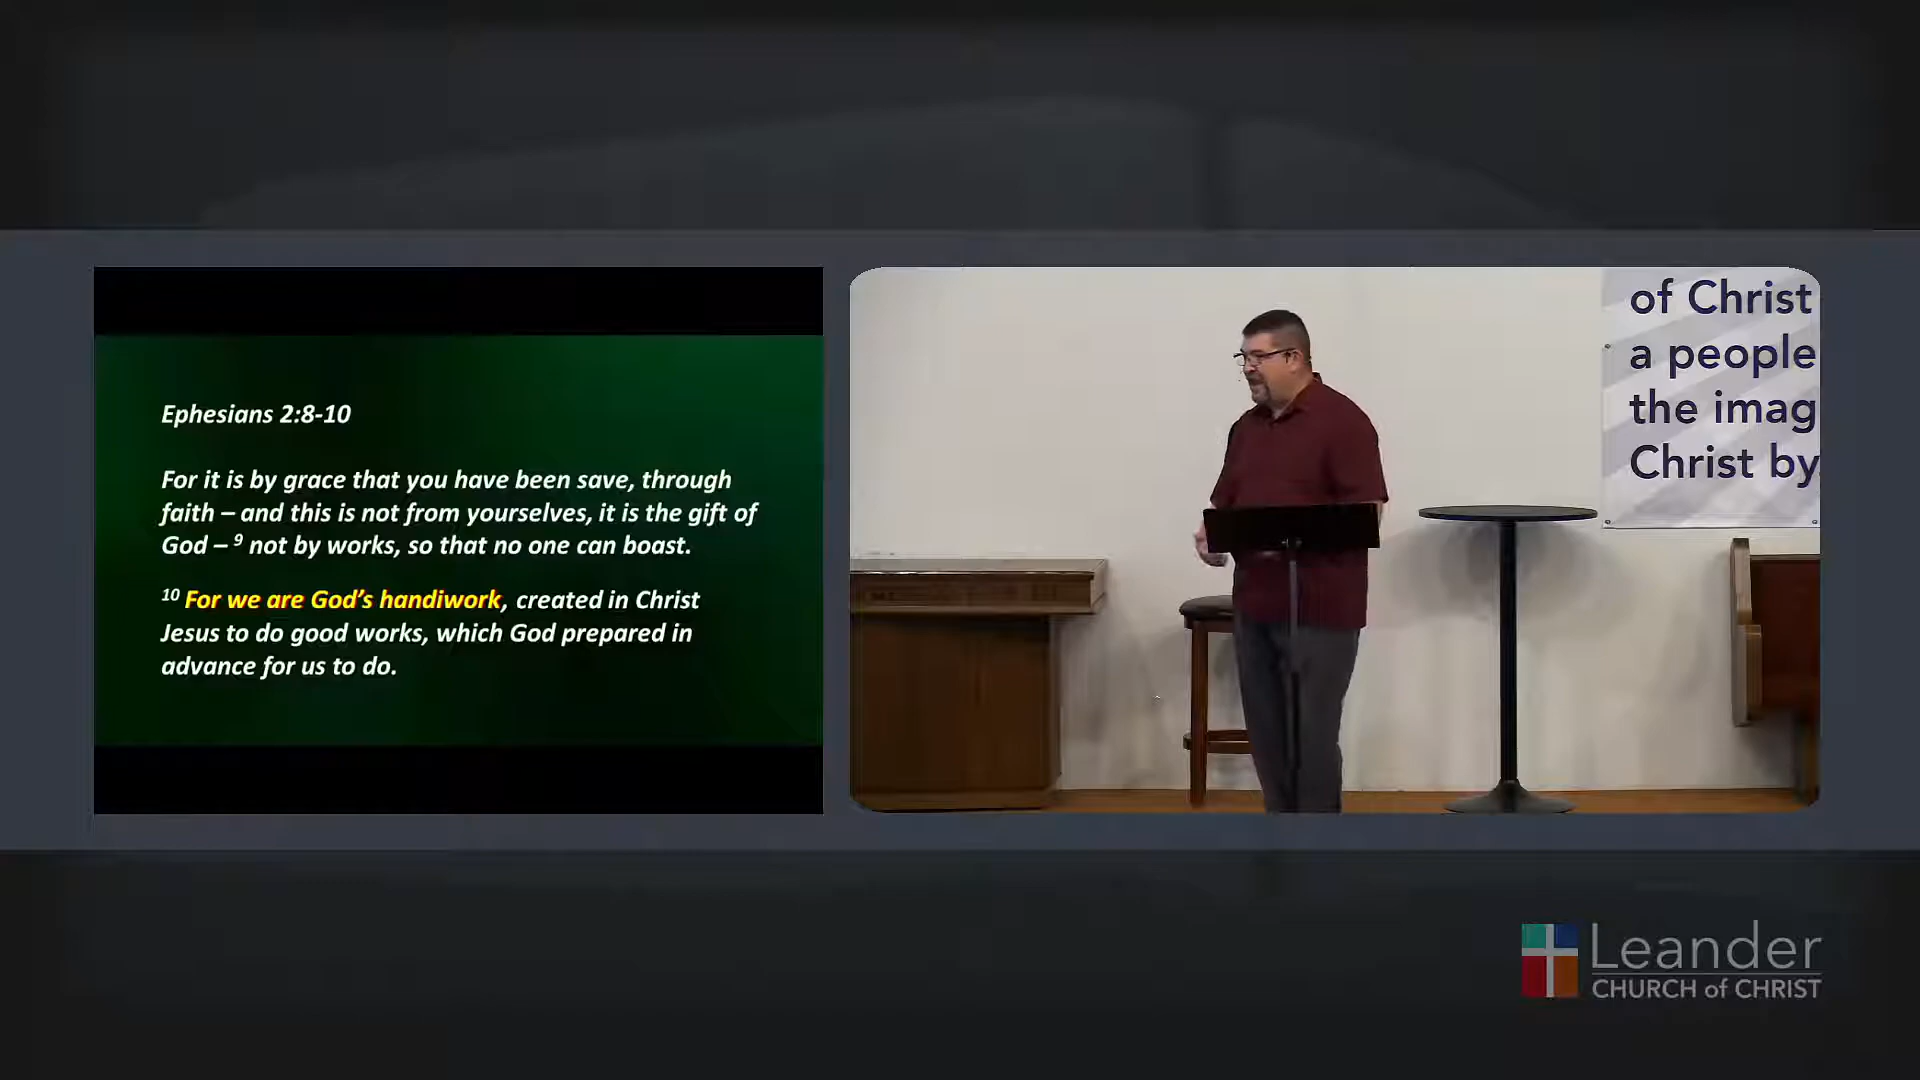 Ephesians 2:8-10
For it is by grace that you have been save, through
faith – and this is not from yourselves, it is the gift of
God – 9 not by works, so that no one can boast.
10 For we are God's handiwork, created in Christ
Jesus to do good works, which God prepared in
advance for us to do.
of Christ
a people
the imag
Christ by
Leander
CHURCH of CHRIST